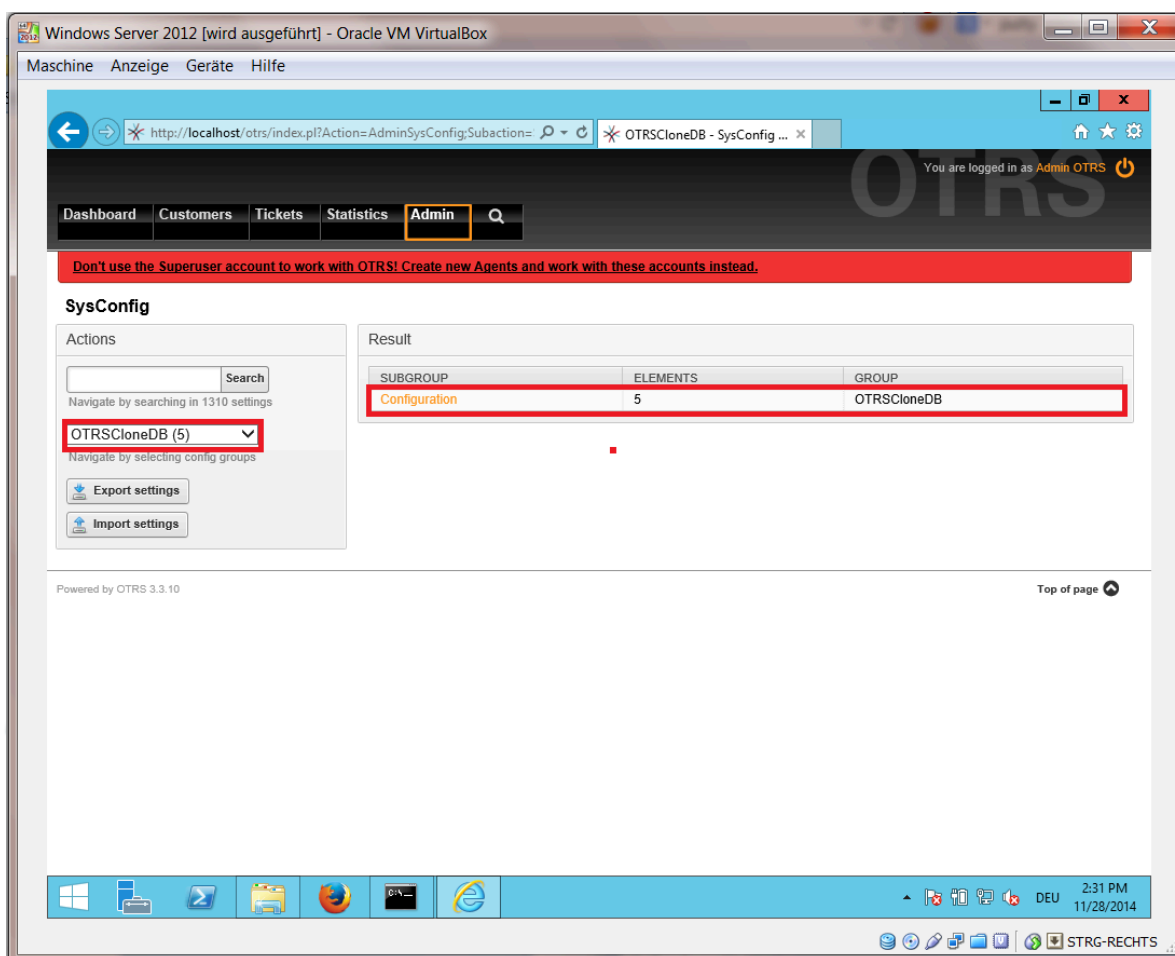 Windows Server 2012 [wird ausgeführt] - Oracle VM VirtualBox
Maschine Anzeige Geräte Hilfe
http://localhost/otrs/index.pl?Action=AdminSysConfig;Subaction=
OTRSCloneDB - SysConfig ...
OTRS
You are logged in as Admin OTRS
Dashboard Customers Tickets Statistics Admin
Don't use the Superuser account to work with OTRS! Create new Agents and work with these accounts instead.
SysConfig
Actions
Search
Navigate by searching in 1310 settings
OTRSCloneDB (5)
Navigate by selecting config groups
Export settings
Import settings
Result
SUBGROUP ELEMENTS GROUP
Configuration 5 OTRSCloneDB
Powered by OTRS 3.3.10
Top of page
DEU
2:31 PM
11/28/2014
STRG-RECHTS